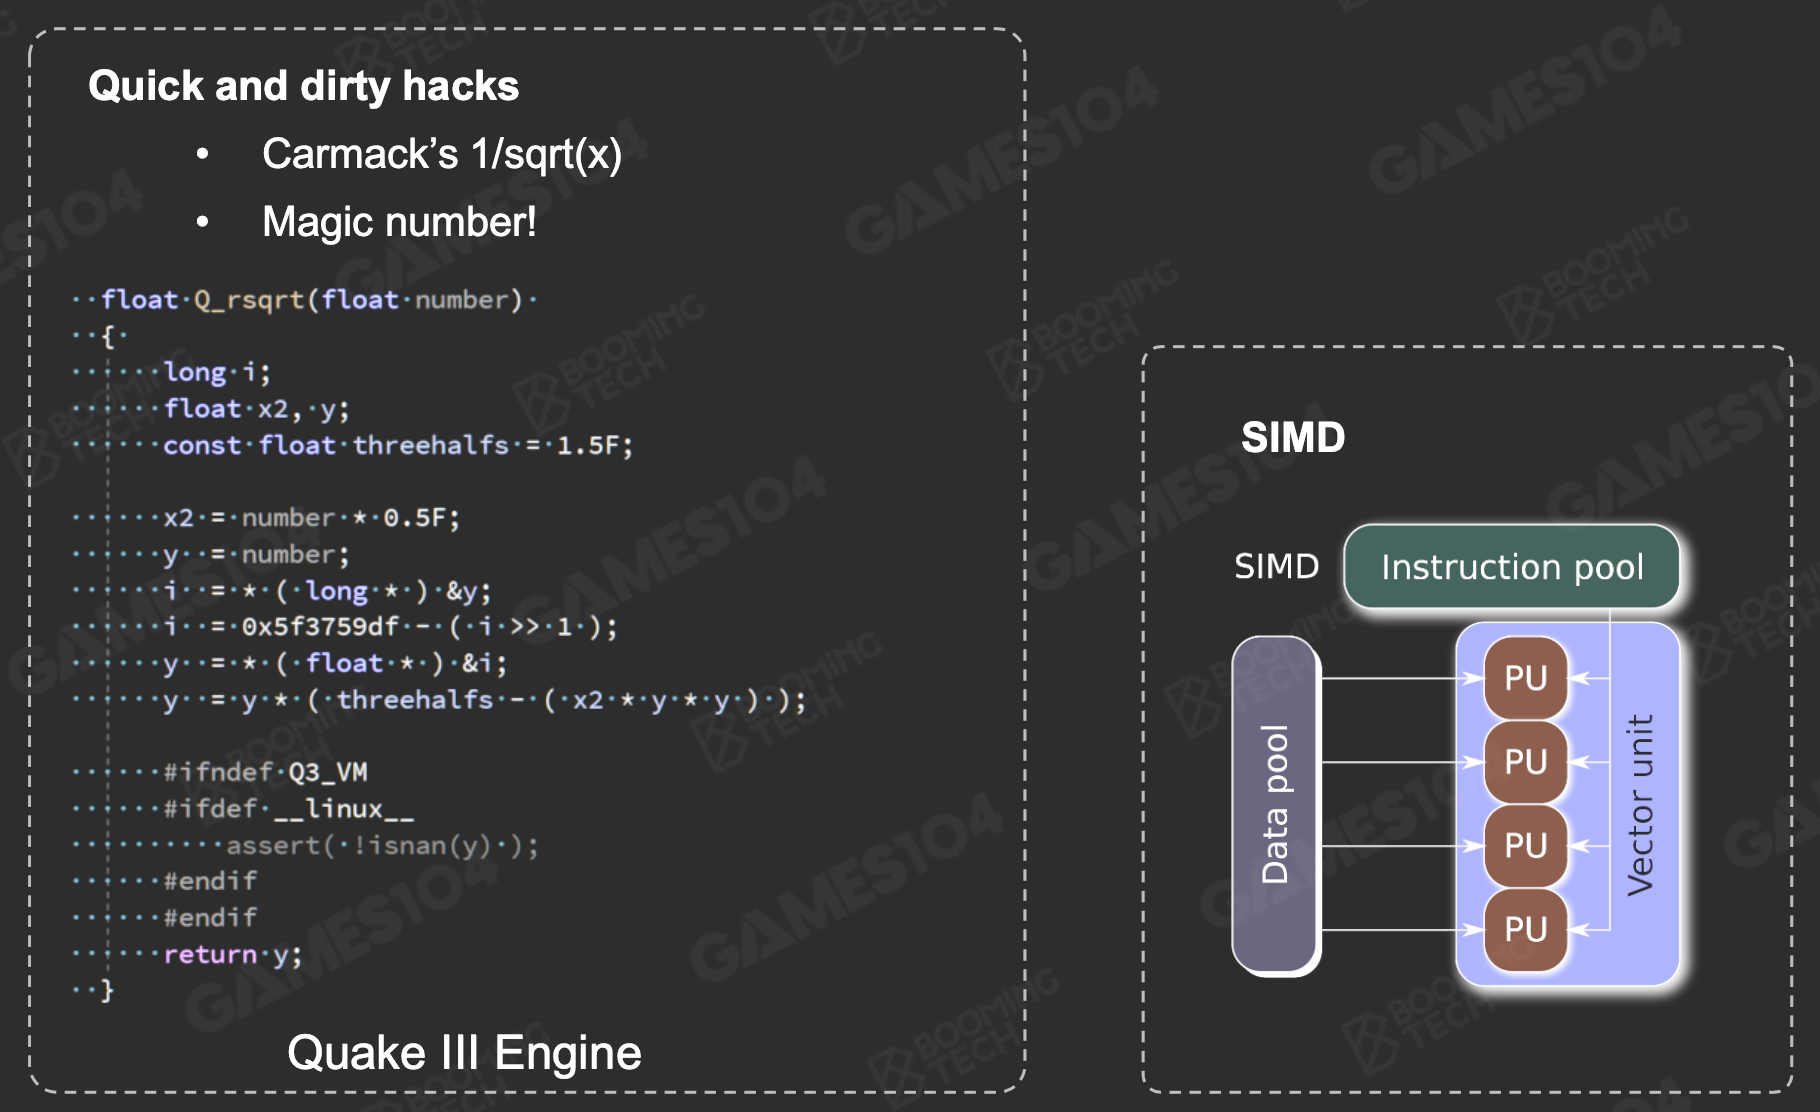 Quick and dirty hacks
• Carmack’s 1/sqrt(x)
• Magic number!
float Q_rsqrt(float number)
{
long i;
float x2, y;
const float threehalfs = 1.5F;
x2 = number * 0.5F;
y  = number;
i  = * ( long * ) &y;
i  = 0x5f3759df - ( i >> 1 );
y  = * ( float * ) &i;
y  = y * ( threehalfs - ( x2 * y * y ) );
#ifndef Q3_VM
#ifdef __linux__
assert( !isnan(y) );
#endif
#endif
return y;
}
Quake III Engine
SIMD
SIMD
Instruction pool
Data pool
PU
PU
PU
PU
Vector unit
GAMES104
BOOMING
TECH